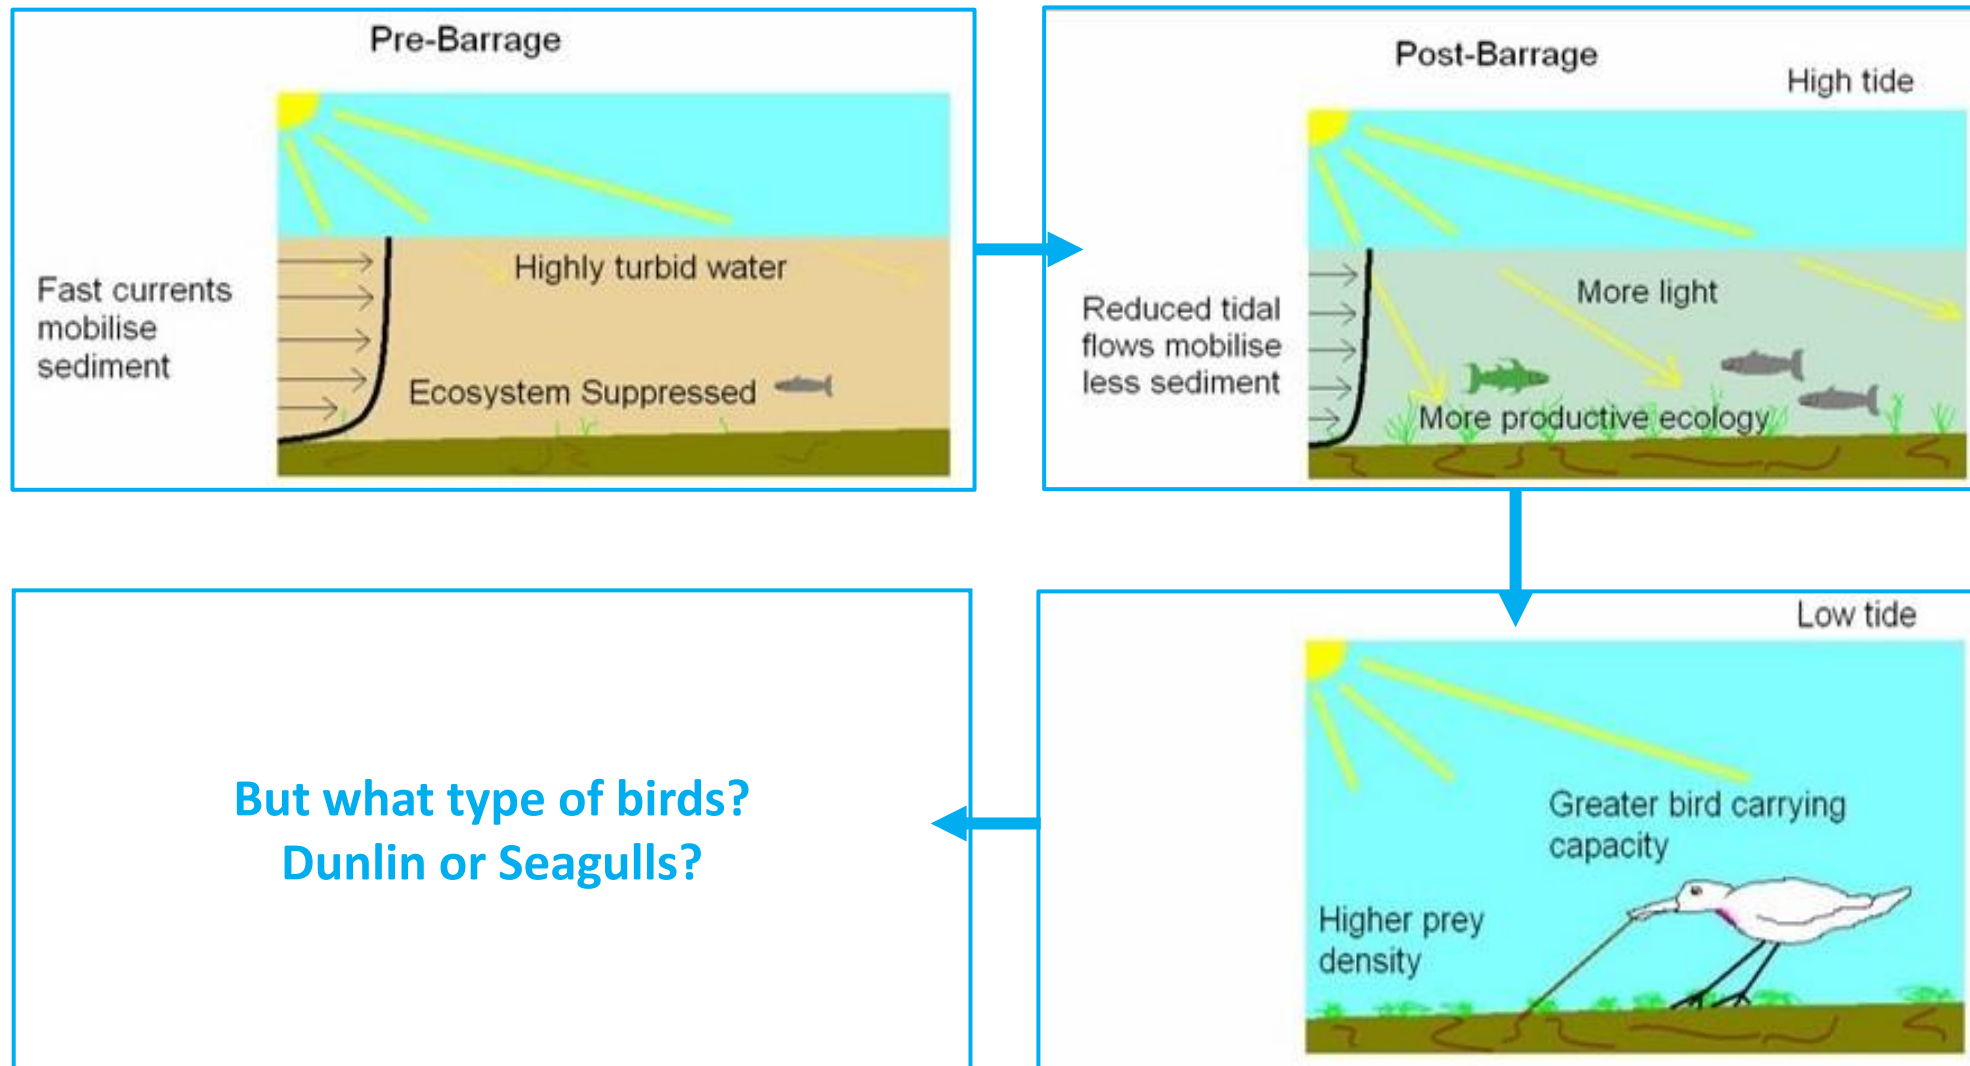 Pre-Barrage
Fast currents
mobilise
sediment
Highly turbid water
Ecosystem Suppressed
Post-Barrage
High tide
Reduced tidal
flows mobilise
less sediment
More light
More productive ecology
Low tide
Greater bird carrying
capacity
Higher prey
density
But what type of birds?
Dunlin or Seagulls?